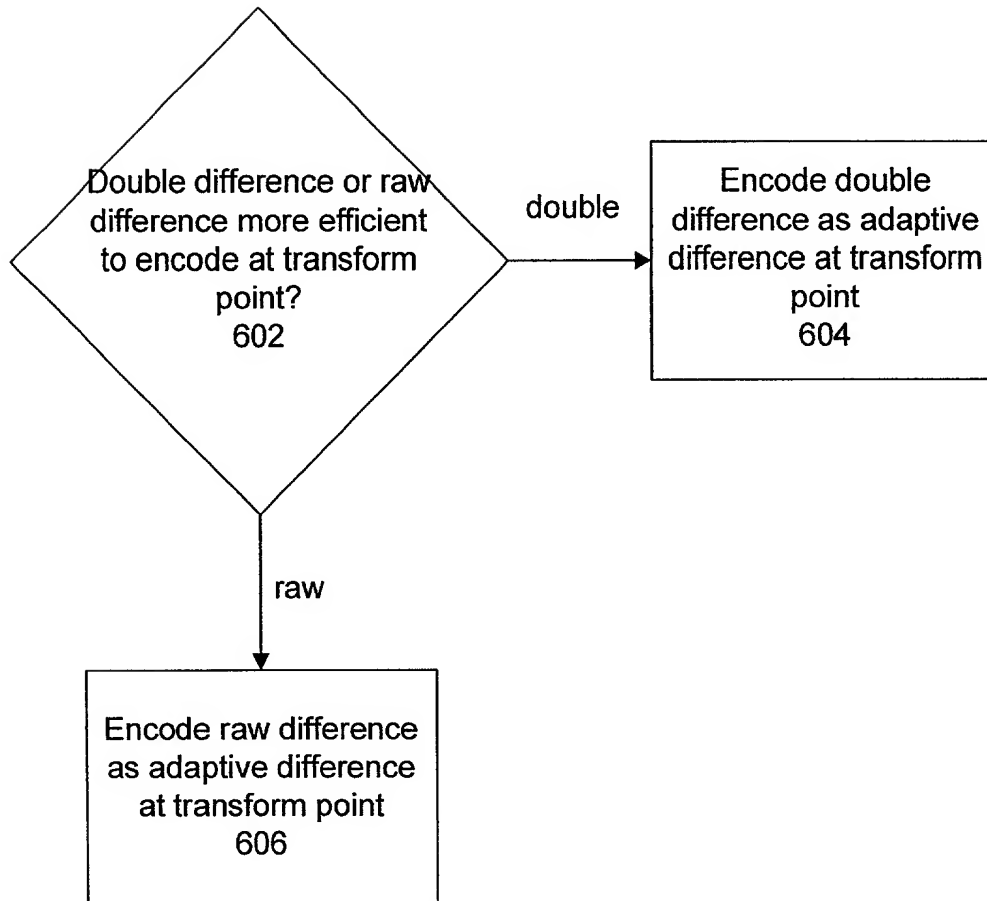 Double difference or raw
difference more efficient
to encode at transform
point?
602
double
Encode double
difference as adaptive
difference at transform
point
604
raw
Encode raw difference
as adaptive difference
at transform point
606